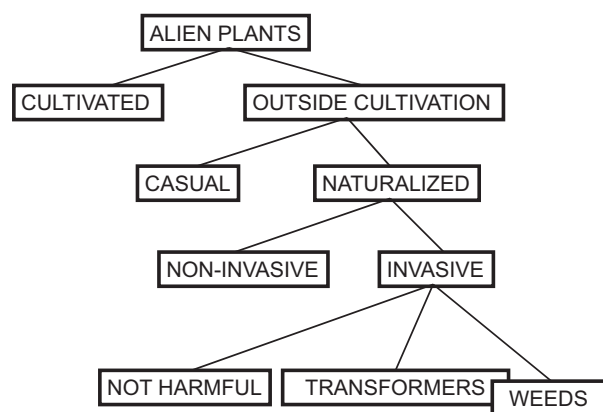 ALIEN PLANTS
CULTIVATED
OUTSIDE CULTIVATION
CASUAL
NATURALIZED
NON-INVASIVE
INVASIVE
NOT HARMFUL
TRANSFORMERS
WEEDS